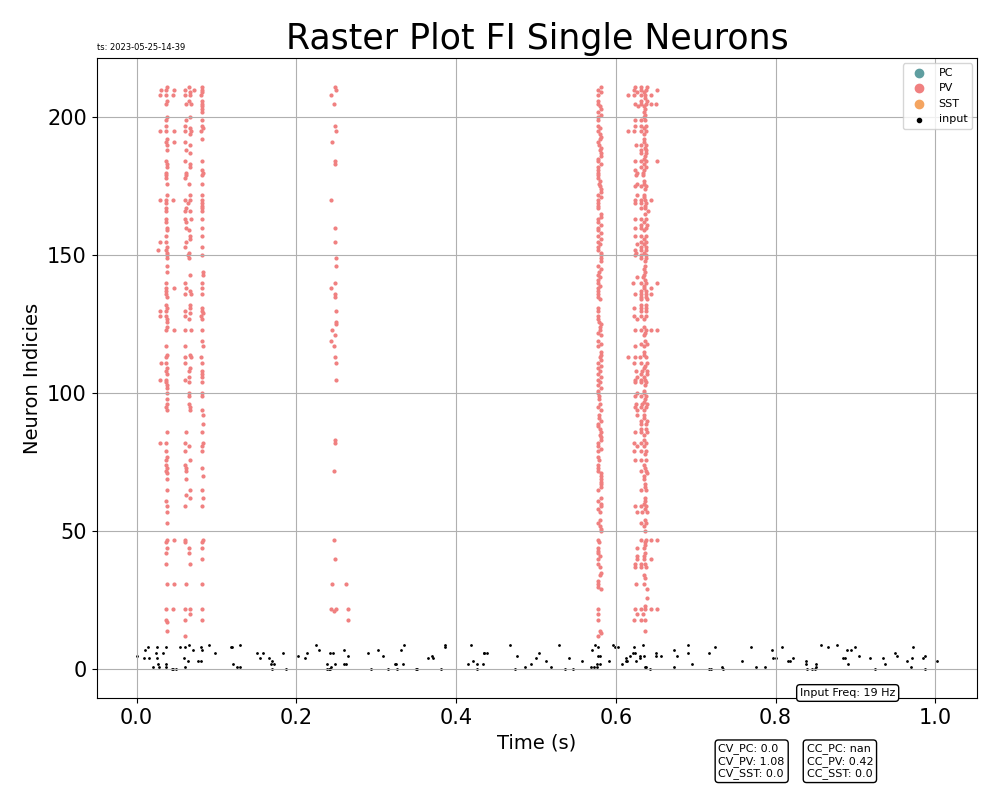 Raster Plot FI Single Neurons
ts: 2023-05-25-14-39
PC
PV
SST
input
200
150
100
50
0
Neuron Indicies
0.0 0.2 0.4 0.6 0.8 1.0
Time (s)
Input Freq: 19 Hz
CV_PC: 0.0
CV_PV: 1.08
CV_SST: 0.0
CC_PC: nan
CC_PV: 0.42
CC_SST: 0.0